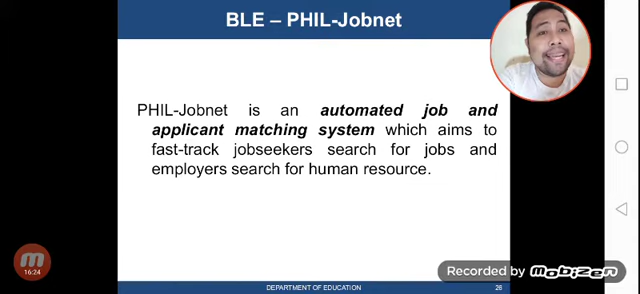 BLE – PHIL-Jobnet
PHIL-Jobnet is an automated job and
applicant matching system which aims to
fast-track jobseekers search for jobs and
employers search for human resource.
16:24
Recorded by mobizen
DEPARTMENT OF EDUCATION 26